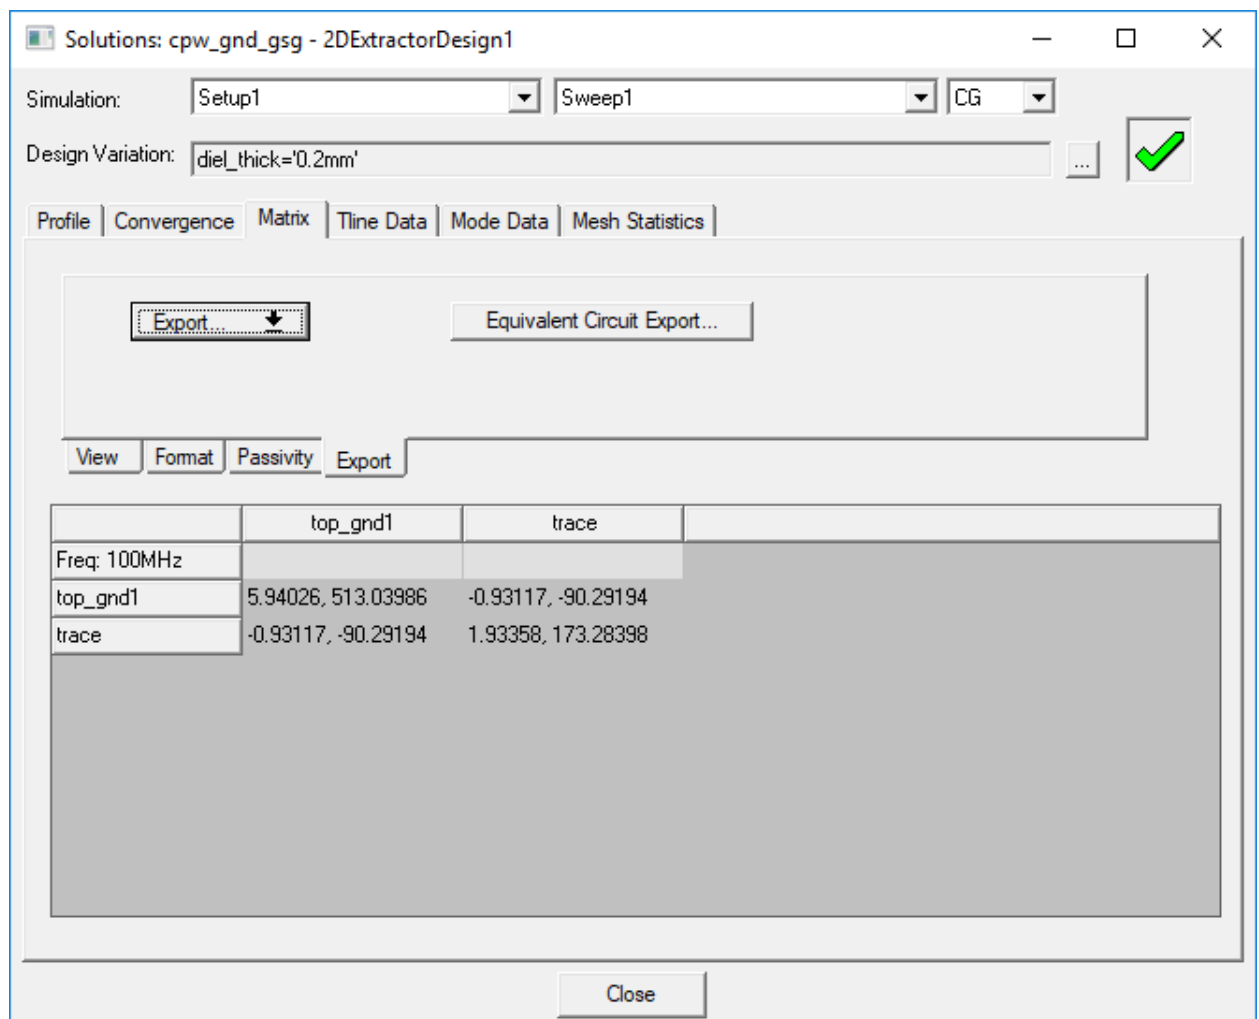 Solutions: cpw_gnd_gsg - 2DExtractorDesign1
Simulation: Setup1 Sweep1 CG
Design Variation: diel_thick='0.2mm' ...
Profile Convergence Matrix Tline Data Mode Data Mesh Statistics
Export... Equivalent Circuit Export...
View Format Passivity Export
top_gnd1 trace
Freq: 100MHz
top_gnd1 5.94026, 513.03986 -0.93117, -90.29194
trace -0.93117, -90.29194 1.93358, 173.28398
Close